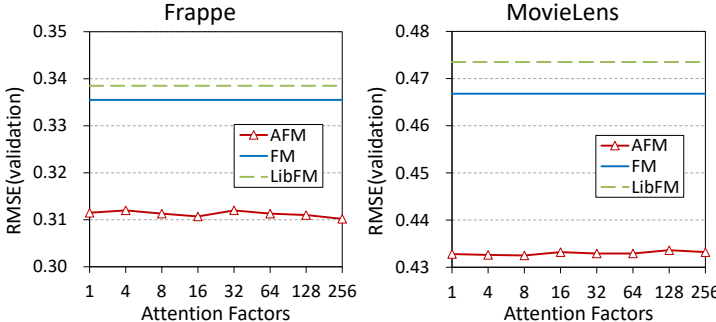 Frappe
RMSE(validation)
0.35
0.34
0.33
0.32
0.31
0.30
AFM
FM
LibFM
1 4 8 16 32 64 128 256
Attention Factors
MovieLens
RMSE(validation)
0.48
0.47
0.46
0.45
0.44
0.43
AFM
FM
LibFM
1 4 8 16 32 64 128 256
Attention Factors